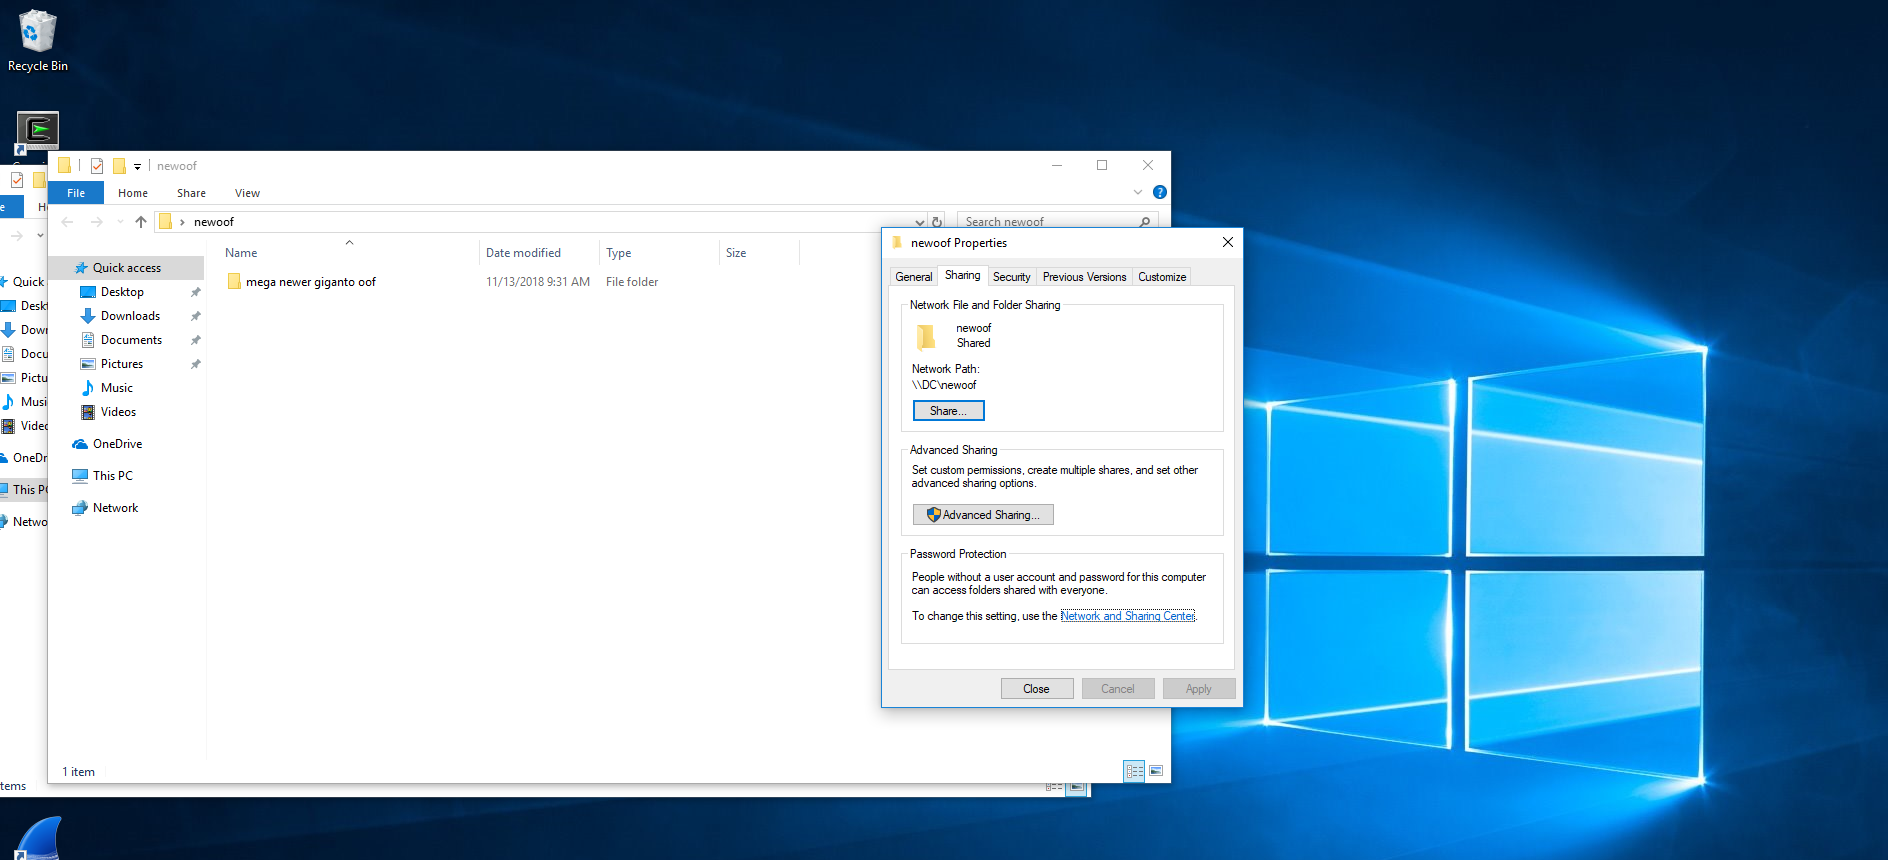 Recycle Bin
newoof
File
Home
Share
View
newoof
Search newoof
Name
Date modified
Type
Size
mega newer giganto oof
11/13/2018 9:31 AM
File folder
Quick access
Desktop
Downloads
Documents
Pictures
Music
Videos
OneDrive
This PC
Network
1 item
e
H
Quick
Deskt
Down
Docu
Pictu
Musi
Video
OneDr
This P
Netwo
tems
newoof Properties
General
Sharing
Security
Previous Versions
Customize
Network File and Folder Sharing
newoof
Shared
Network Path:
\\DC\newoof
Share...
Advanced Sharing
Set custom permissions, create multiple shares, and set other
advanced sharing options.
Advanced Sharing...
Password Protection
People without a user account and password for this computer
can access folders shared with everyone.
To change this setting, use the Network and Sharing Center.
Close
Cancel
Apply